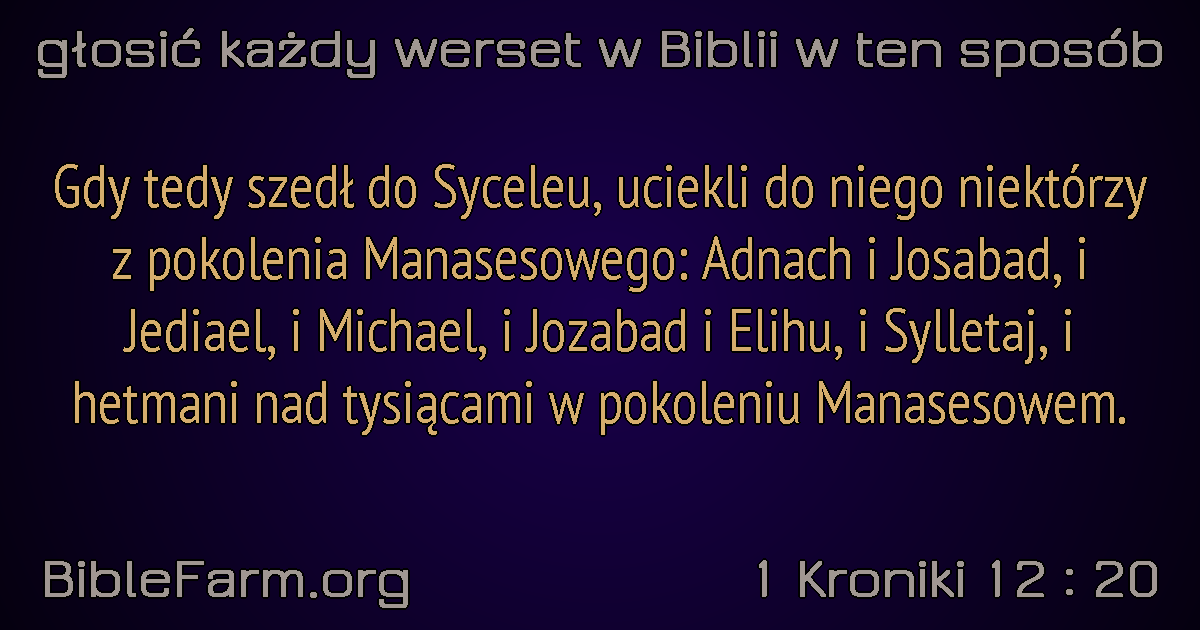 głosić każdy werset w Biblii w ten sposób
Gdy tedy szedł do Syceleu, uciekli do niego niektórzy
z pokolenia Manasesowego: Adnach i Josabad, i
Jediael, i Michael, i Jozabad i Elihu, i Sylletaj, i
hetmani nad tysiącami w pokoleniu Manasesowem.
BibleFarm.org
1 Kroniki 12 : 20